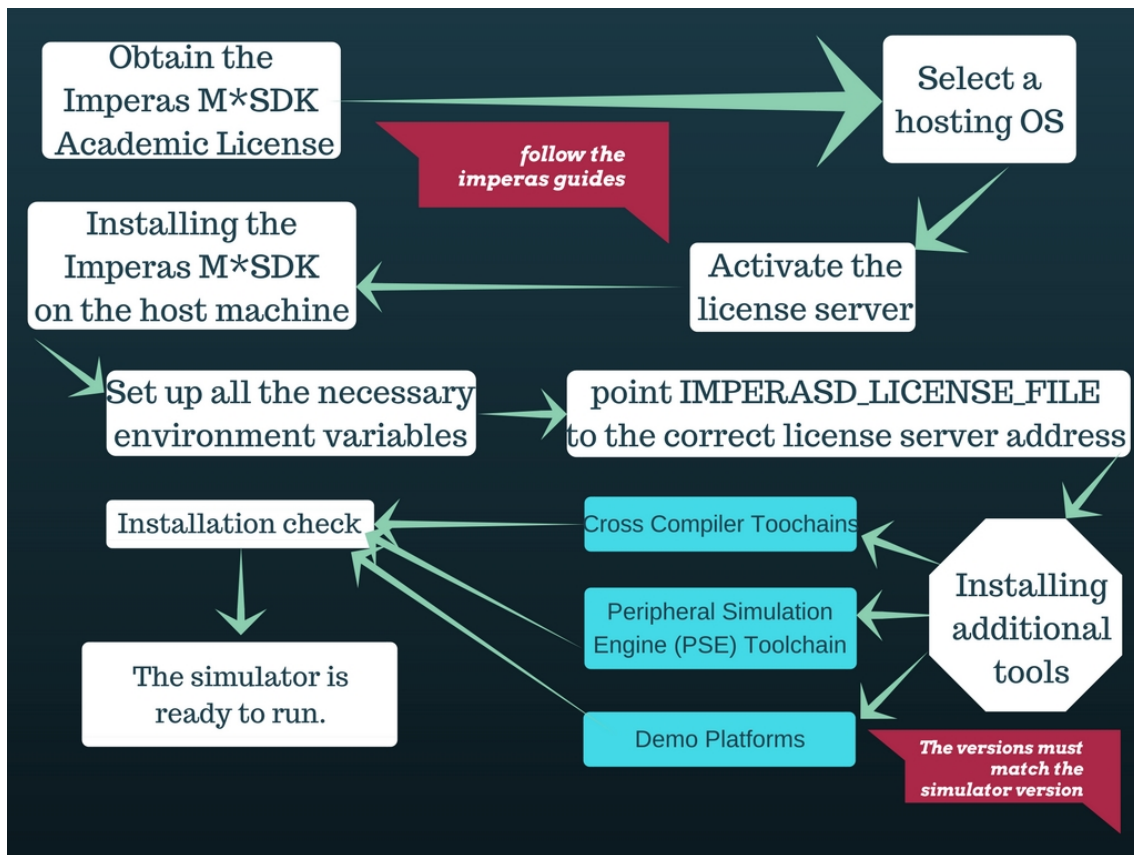 Obtain the
Imperas M*SDK
Academic License
Select a
hosting OS
follow the
imperas guides
Installing the
Imperas M*SDK
on the host machine
Activate the
license server
Set up all the necessary
environment variables
point IMPERASD_LICENSE_FILE
to the correct license server address
Installation check
Cross Compiler Toochains
Installing
additional
tools
Peripheral Simulation
Engine (PSE) Toolchain
The simulator is
ready to run.
Demo Platforms
The versions must
match the
simulator version